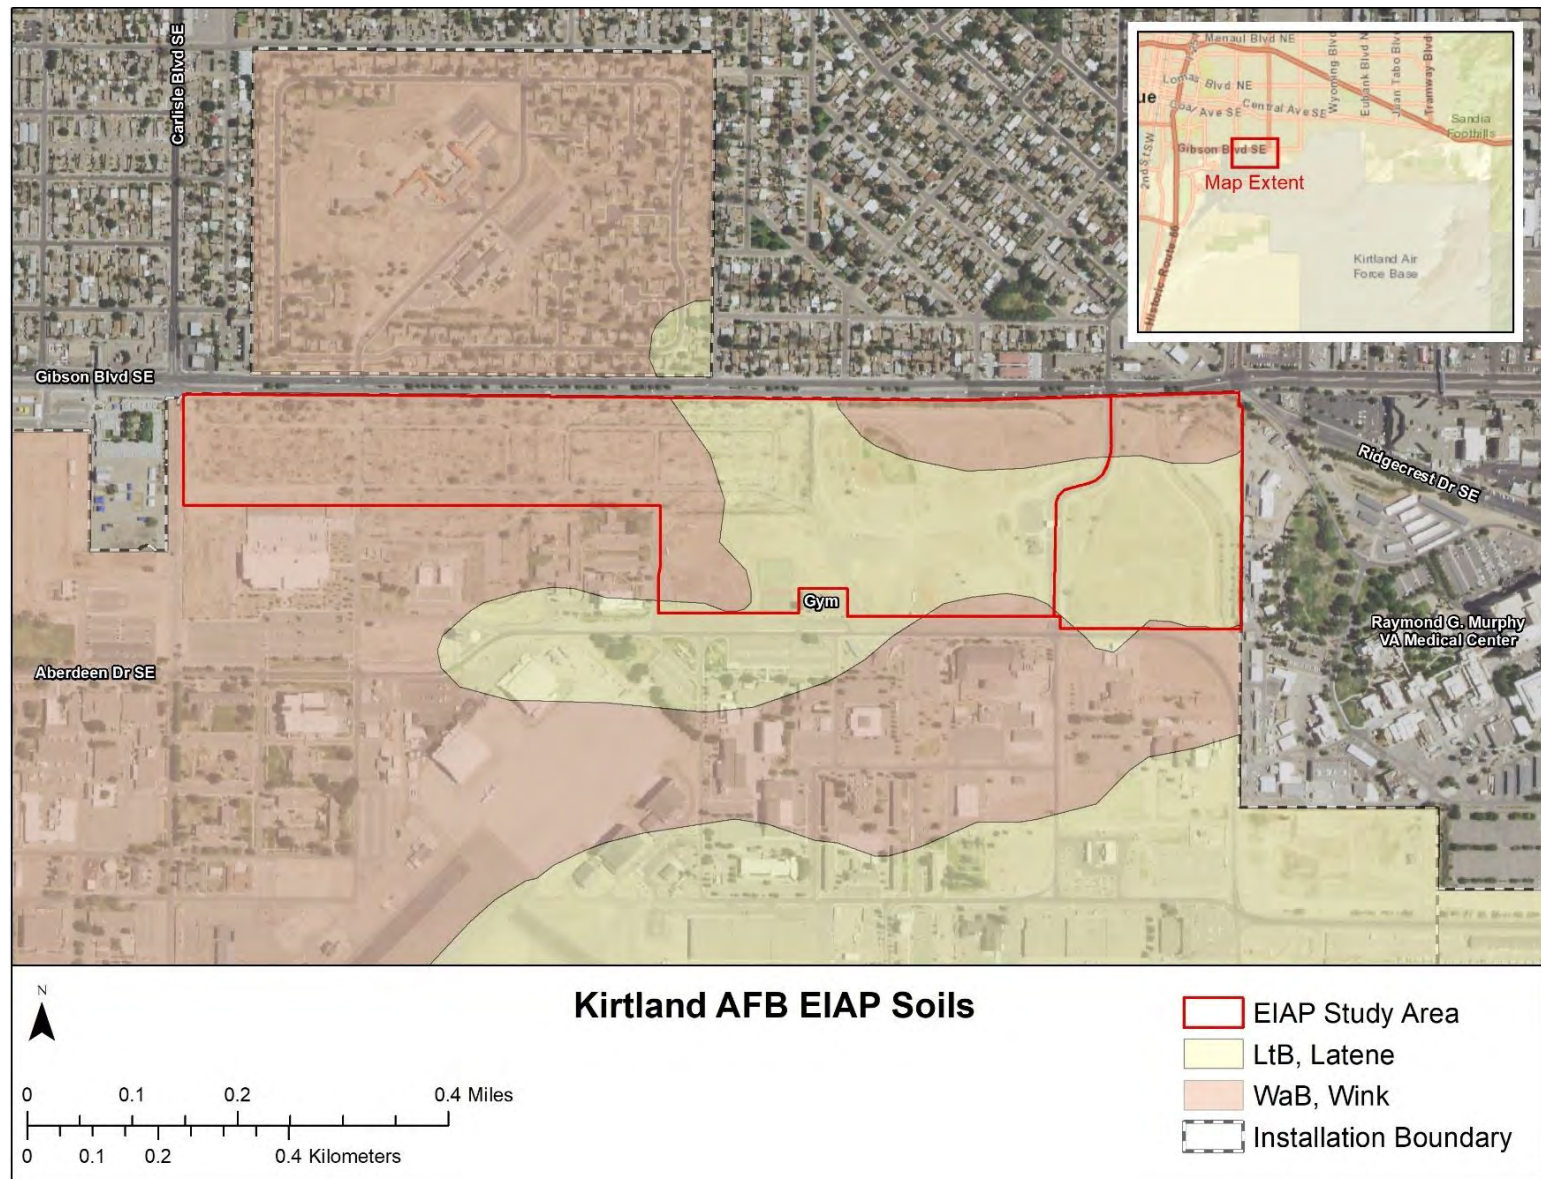 Carlisle Blvd SE
Gibson Blvd SE
Aberdeen Dr SE
Gym
Ridgecrest Dr SE
Raymond G. Murphy
VA Medical Center
Menaul Blvd NE
Lomas Blvd NE
Coal Ave SE
Central Ave SE
Wyoming Blvd
Eubank Blvd N
Juan Tabo Blv
Tramway Blvd
ue
Sandia
Foothills
2nd St SW
Gibson Blvd SE
Map Extent
Kirtland Air
Force Base
Historic Route 66
N
Kirtland AFB EIAP Soils
0 0.1 0.2 0.4 Miles
0 0.1 0.2 0.4 Kilometers
EIAP Study Area
LtB, Latene
WaB, Wink
Installation Boundary